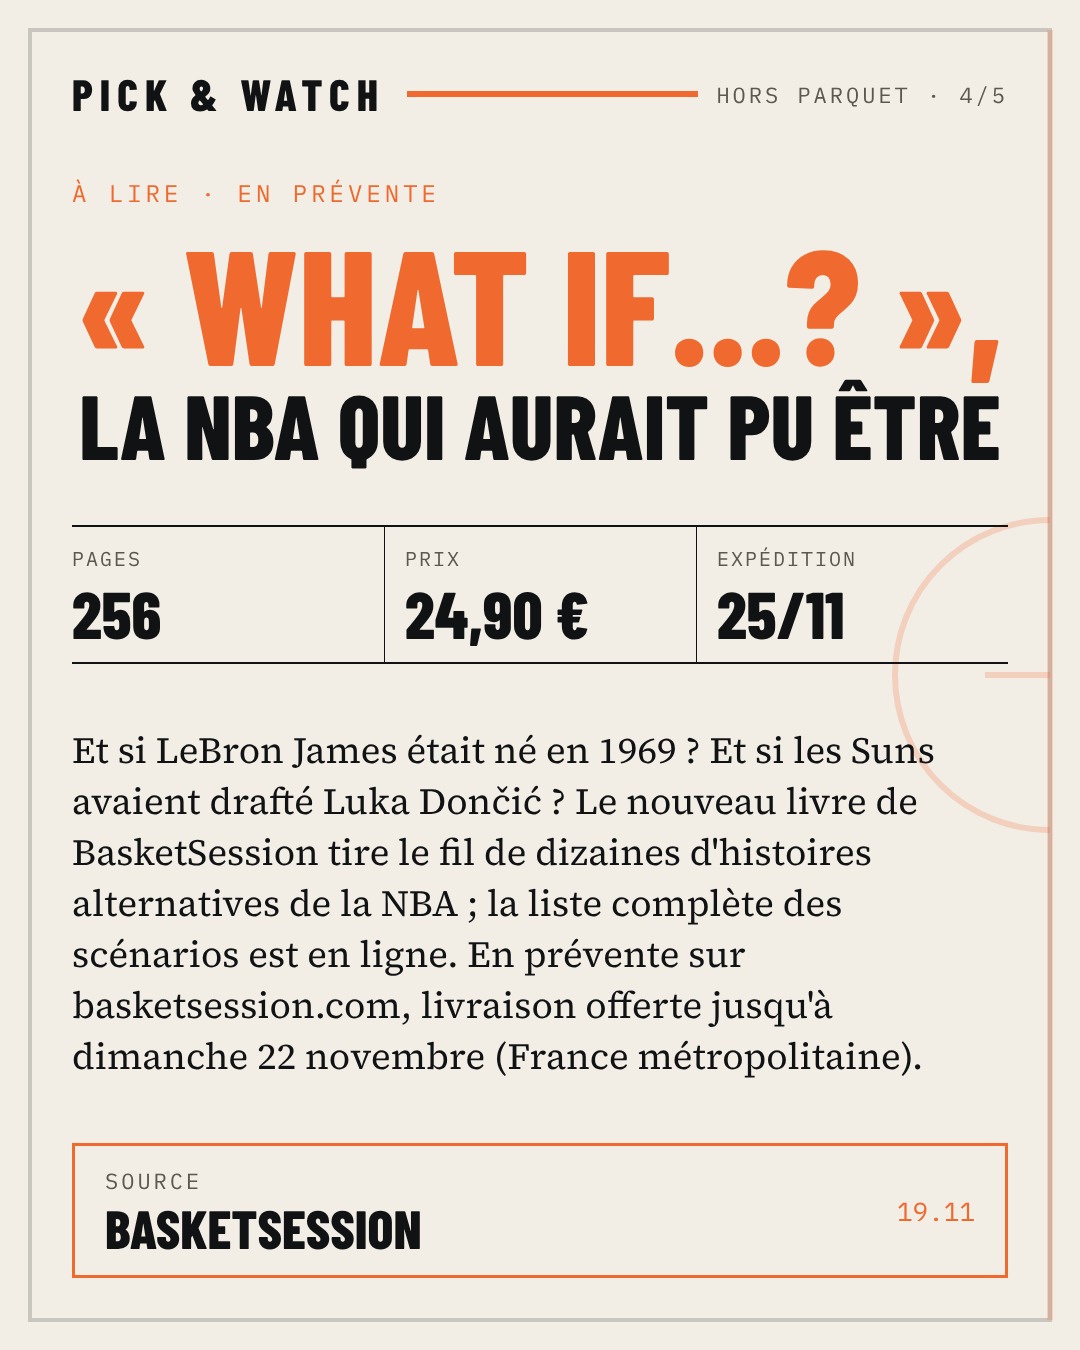 PICK & WATCH
HORS PARQUET · 4/5
À LIRE · EN PRÉVENTE
« WHAT IF...? »,
LA NBA QUI AURAIT PU ÊTRE
PAGES
256
PRIX
24,90 €
EXPÉDITION
25/11
Et si LeBron James était né en 1969 ? Et si les Suns
avaient drafté Luka Dončić ? Le nouveau livre de
BasketSession tire le fil de dizaines d'histoires
alternatives de la NBA ; la liste complète des
scénarios est en ligne. En prévente sur
basketsession.com, livraison offerte jusqu'à
dimanche 22 novembre (France métropolitaine).
SOURCE
BASKETSESSION
19.11